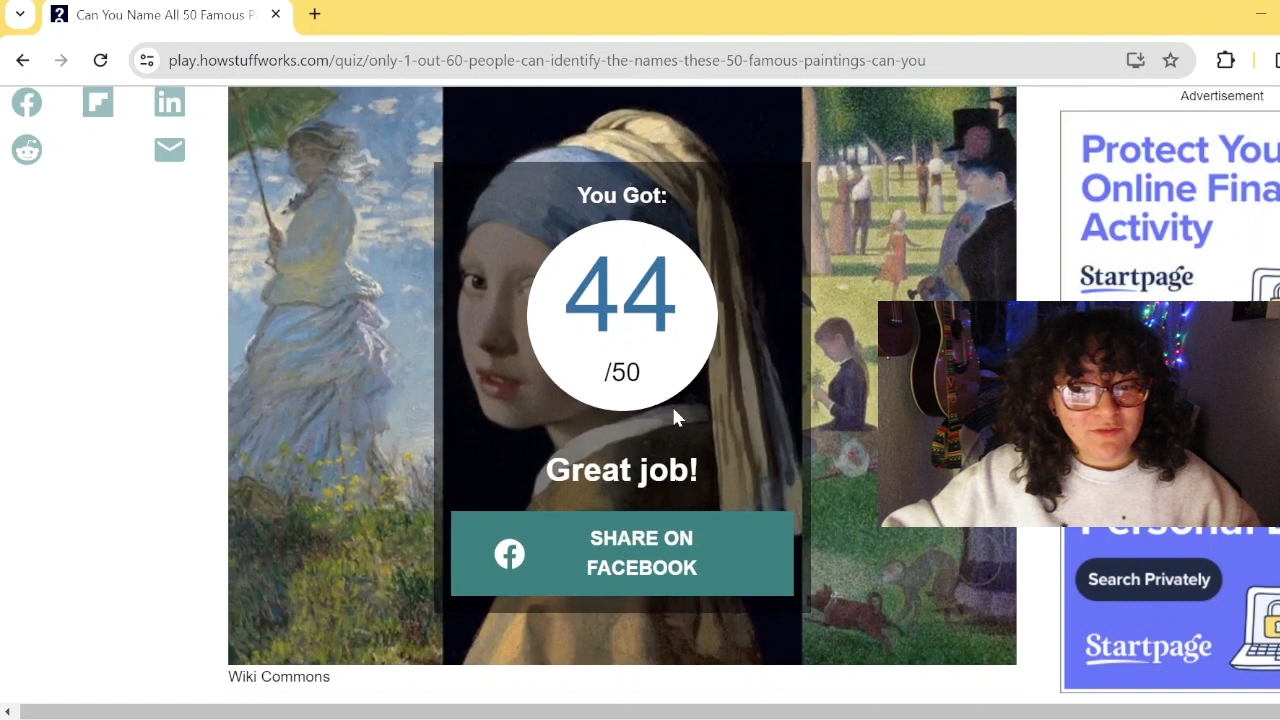 Can You Name All 50 Famous P
play.howstuffworks.com/quiz/only-1-out-60-people-can-identify-the-names-these-50-famous-paintings-can-you
Advertisement
Protect You
Online Fina
Activity
Startpage
You Got:
44
/50
Great job!
SHARE ON
FACEBOOK
Search Privately
Startpage
Wiki Commons